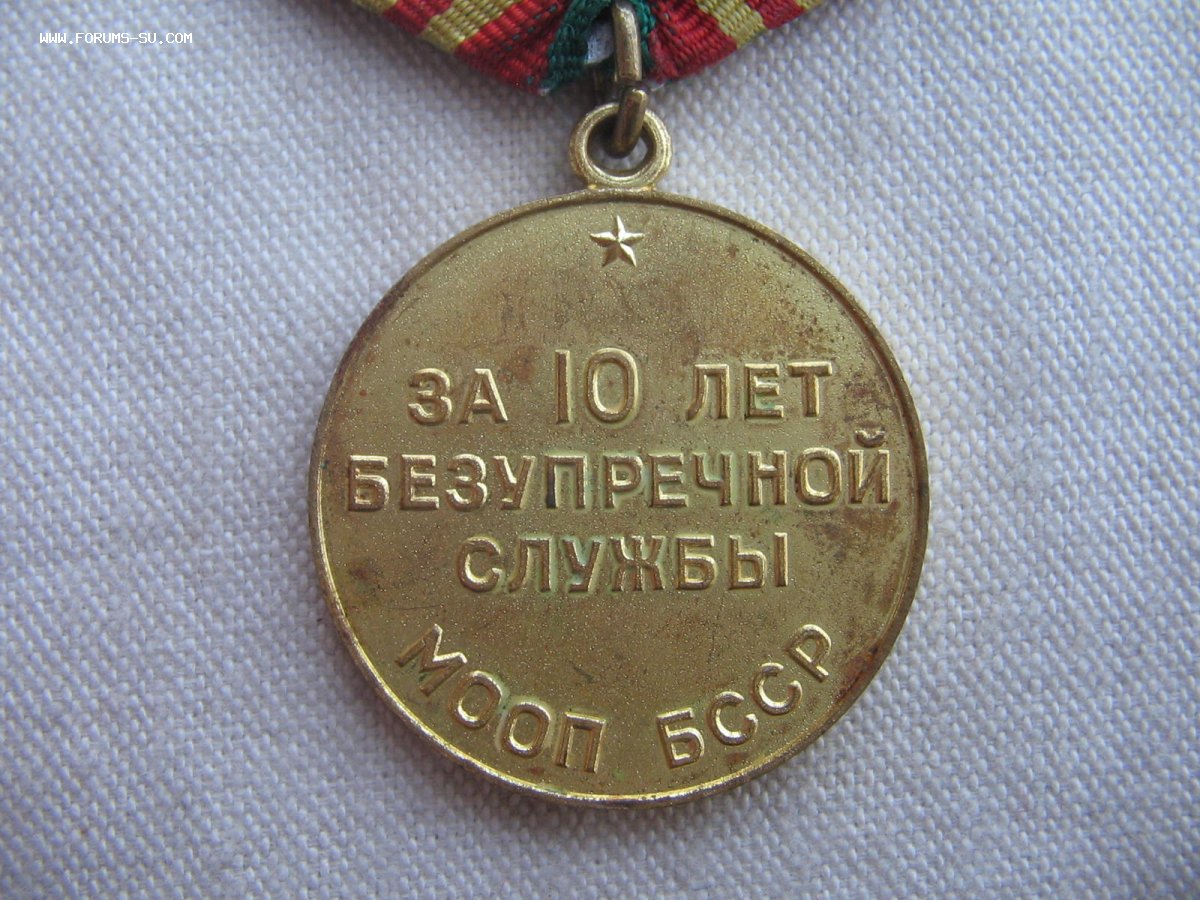 WWW.FORUMS-SU.COM
ЗА 10 ЛЕТ
БЕЗУПРЕЧНОЙ
СЛУЖБЫ
МООП БССР